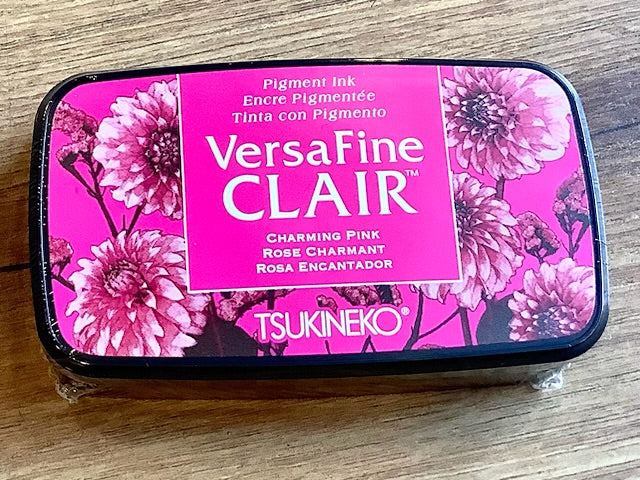 Pigment Ink
Encre Pigmentée
Tinta con Pigmento
VersaFine
CLAIR™
CHARMING PINK
ROSE CHARMANT
ROSA ENCANTADOR
TSUKINEKO®